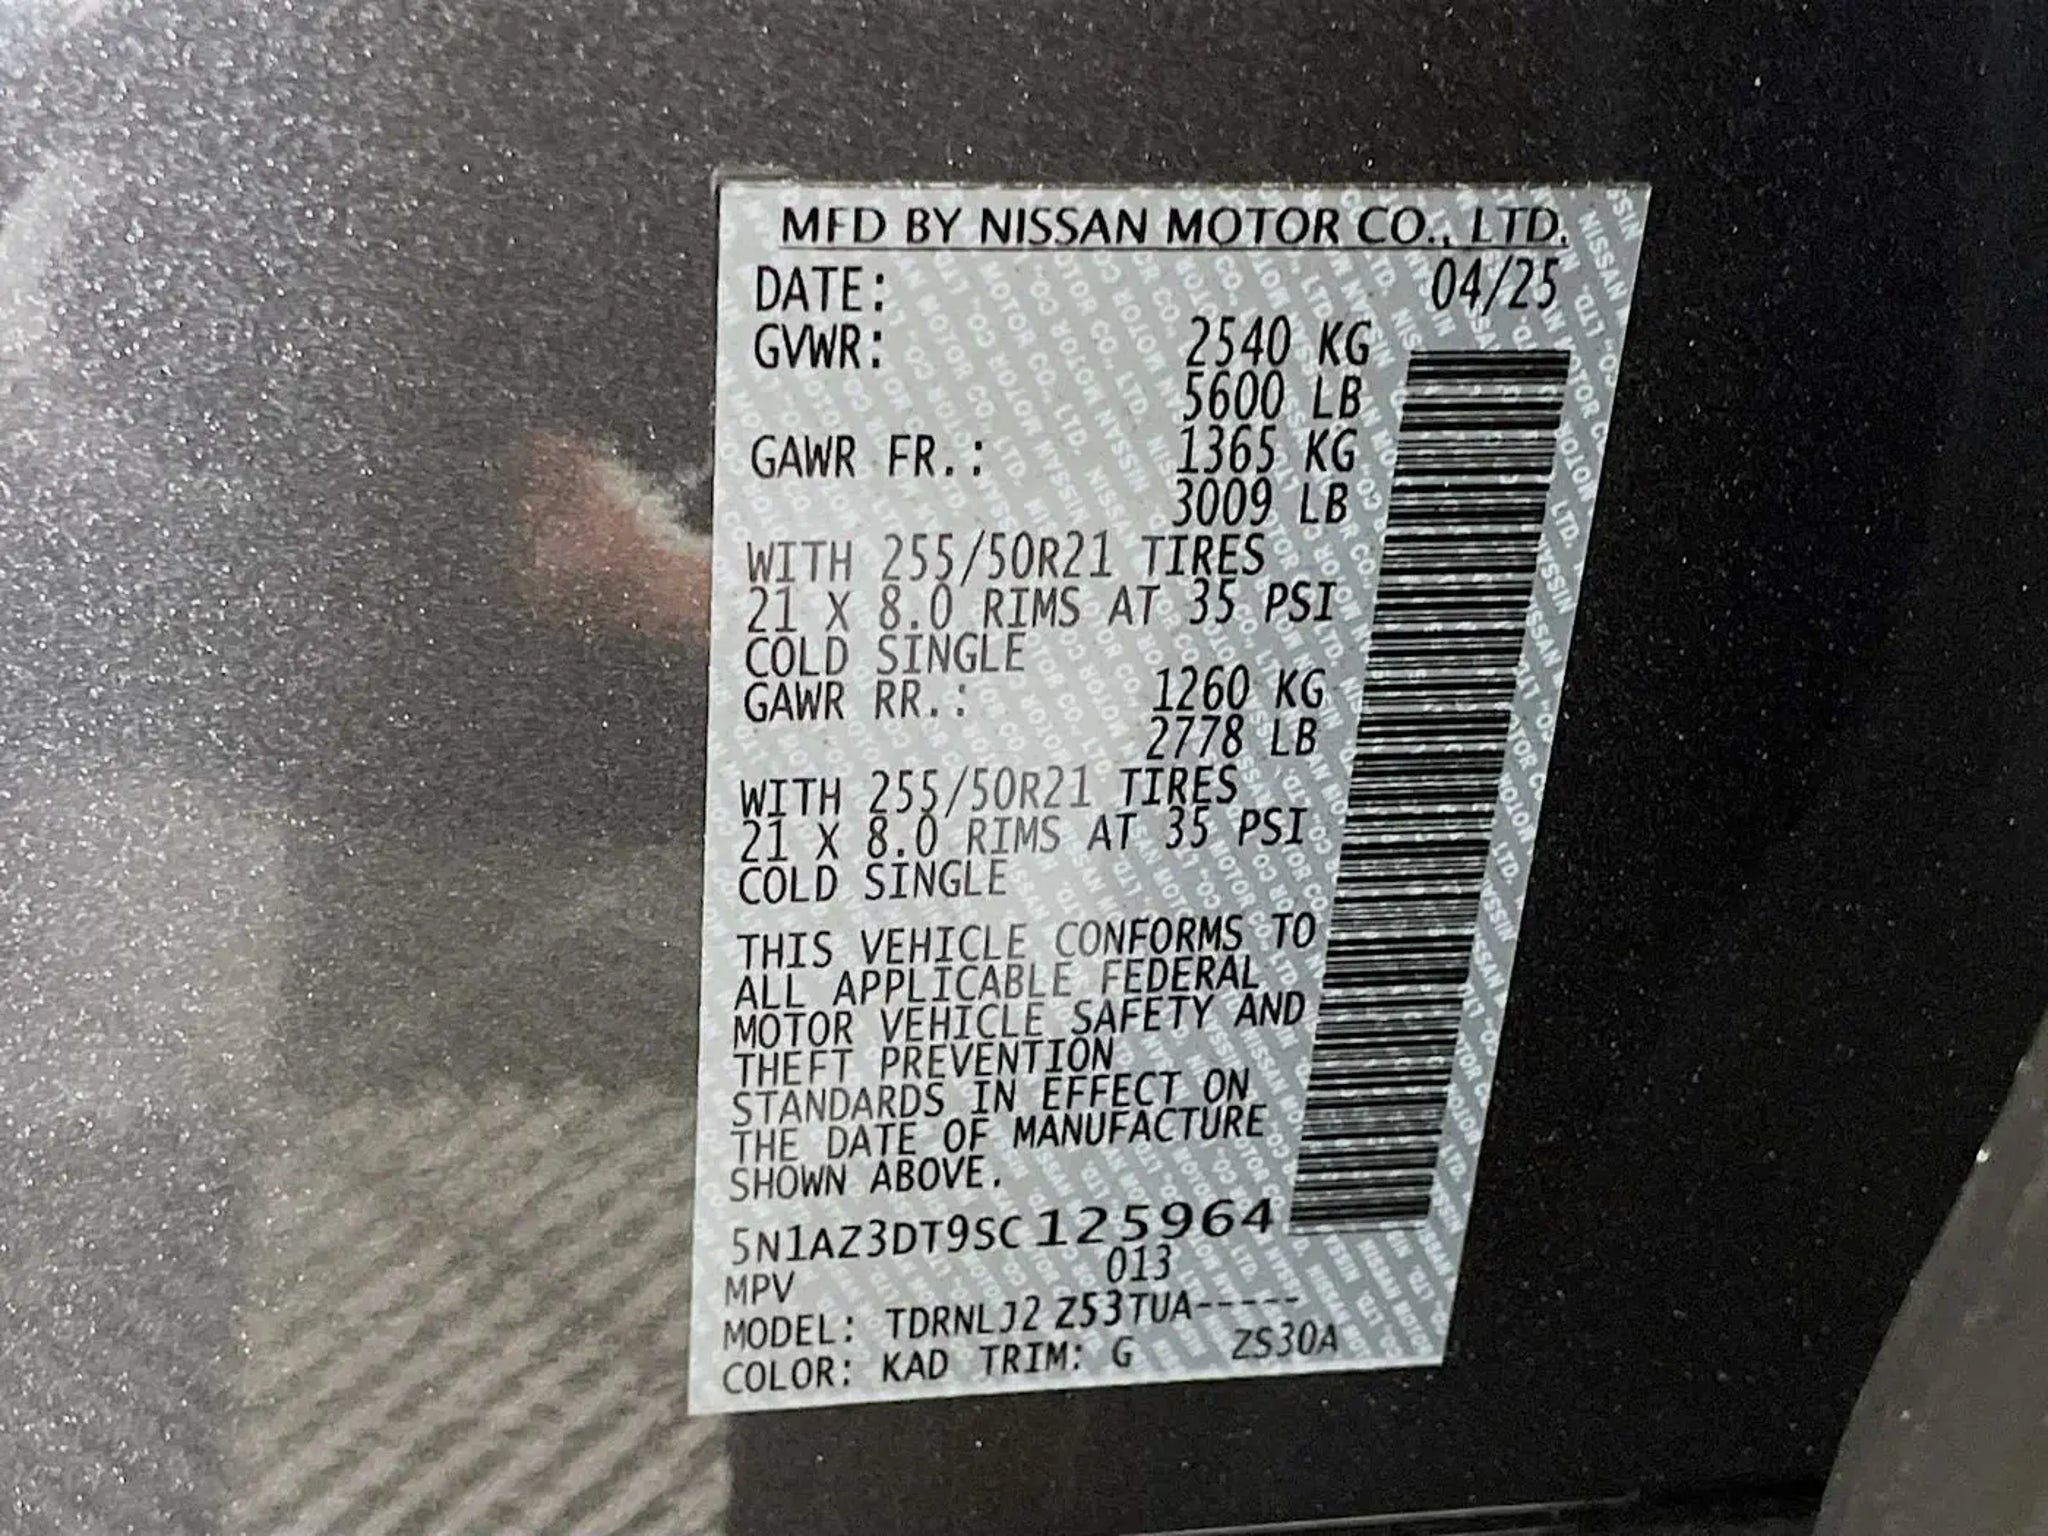 MFD BY NISSAN MOTOR CO., LTD.
DATE: 04/25
GVWR: 2540 KG
5600 LB
GAWR FR.: 1365 KG
3009 LB
WITH 255/50R21 TIRES
21 X 8.0 RIMS AT 35 PSI
COLD SINGLE
GAWR RR.: 1260 KG
2778 LB
WITH 255/50R21 TIRES
21 X 8.0 RIMS AT 35 PSI
COLD SINGLE
THIS VEHICLE CONFORMS TO
ALL APPLICABLE FEDERAL
MOTOR VEHICLE SAFETY AND
THEFT PREVENTION
STANDARDS IN EFFECT ON
THE DATE OF MANUFACTURE
SHOWN ABOVE.
5N1AZ3DT9SC125964
MPV 013
MODEL: TDRNLJ2 Z53TUA-----
COLOR: KAD TRIM: G ZS30A